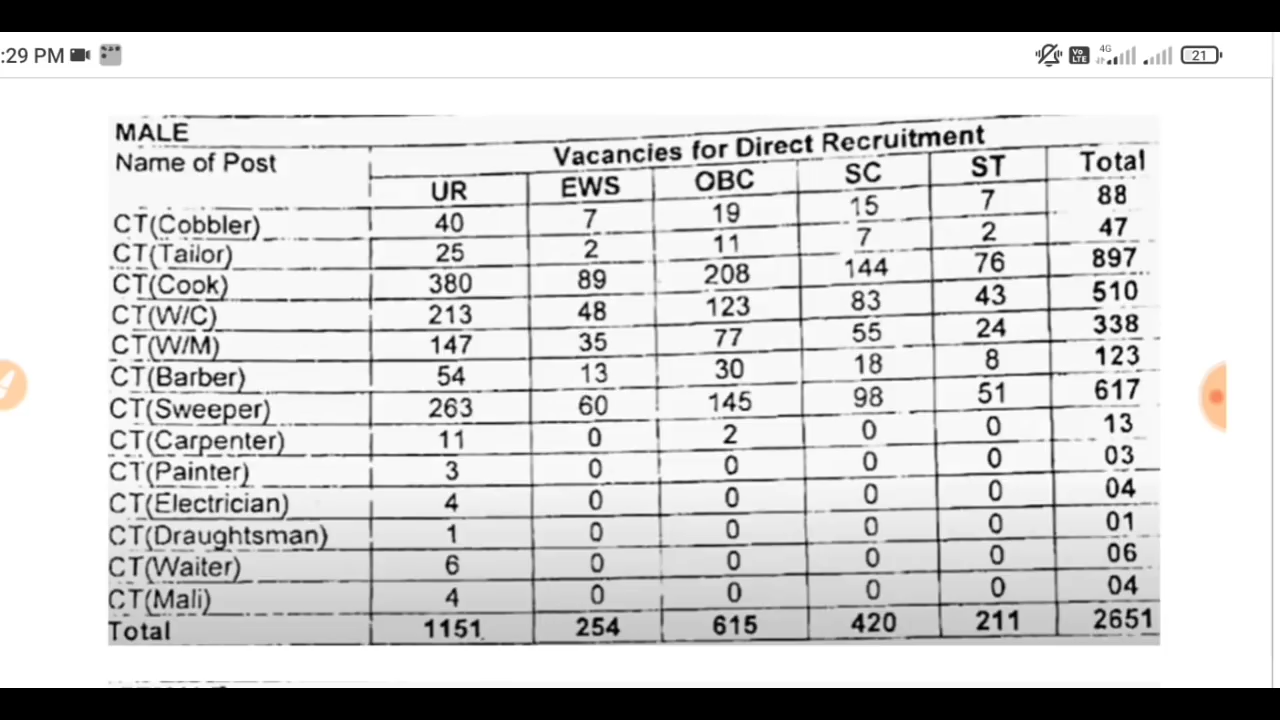 :29 PM
Vo LTE 4G 21
MALE
Vacancies for Direct Recruitment
Name of Post UR EWS OBC SC ST Total
CT(Cobbler) 40 7 19 15 7 88
CT(Tailor) 25 2 11 7 2 47
CT(Cook) 380 89 208 144 76 897
CT(W/C) 213 48 123 83 43 510
CT(W/M) 147 35 77 55 24 338
CT(Barber) 54 13 30 18 8 123
CT(Sweeper) 263 60 145 98 51 617
CT(Carpenter) 11 0 2 0 0 13
CT(Painter) 3 0 0 0 0 03
CT(Electrician) 4 0 0 0 0 04
CT(Draughtsman) 1 0 0 0 0 01
CT(Waiter) 6 0 0 0 0 06
CT(Mali) 4 0 0 0 0 04
Total 1151 254 615 420 211 2651